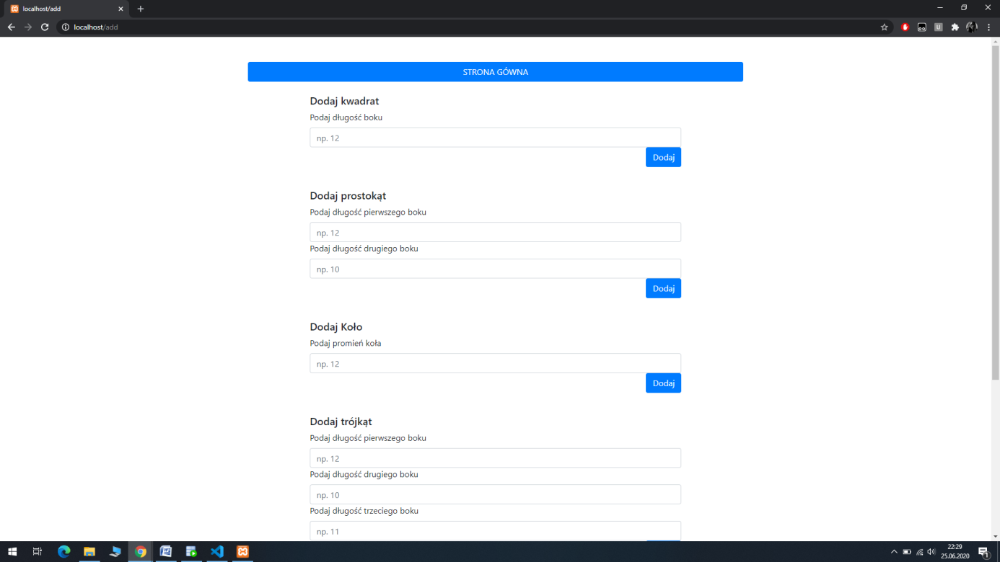 localhost/add
localhost/add
STRONA GÓWNA
Dodaj kwadrat
Podaj długość boku
np. 12
Dodaj
Dodaj prostokąt
Podaj długość pierwszego boku
np. 12
Podaj długość drugiego boku
np. 10
Dodaj
Dodaj Koło
Podaj promień koła
np. 12
Dodaj
Dodaj trójkąt
Podaj długość pierwszego boku
np. 12
Podaj długość drugiego boku
np. 10
Podaj długość trzeciego boku
np. 11
22:29
25.06.2020
1